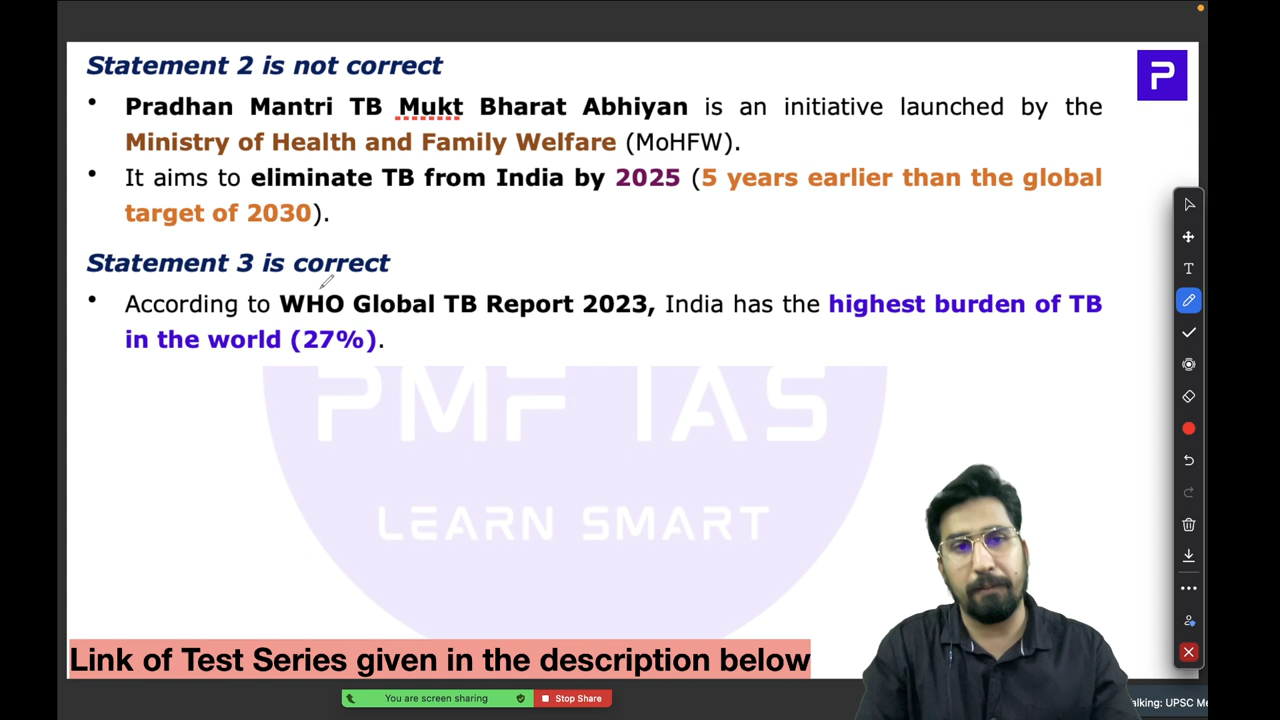 Statement 2 is not correct
• Pradhan Mantri TB Mukt Bharat Abhiyan is an initiative launched by the
Ministry of Health and Family Welfare (MoHFW).
• It aims to eliminate TB from India by 2025 (5 years earlier than the global
target of 2030).
Statement 3 is correct
• According to WHO Global TB Report 2023, India has the highest burden of TB
in the world (27%).
PMF IAS
LEARN SMART
Link of Test Series given in the description below
You are screen sharing
Stop Share
alking: UPSC Me
P
T